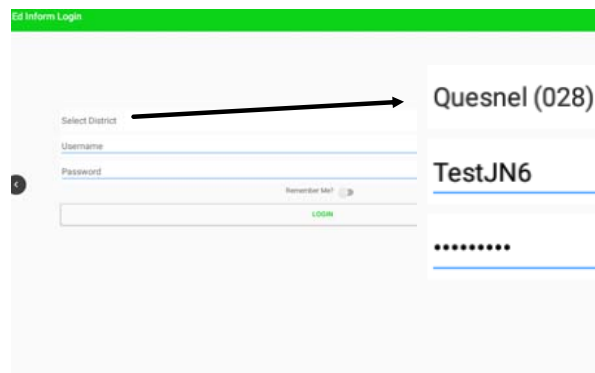 Ed Inform Login
Select District
Username
Password
Remember Me?
LOGIN
Quesnel (028)
TestJN6
•••••••••